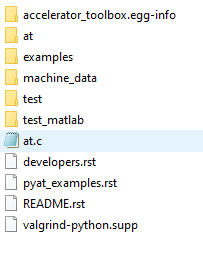 accelerator_toolbox.egg-info
at
examples
machine_data
test
test_matlab
at.c
developers.rst
pyat_examples.rst
README.rst
valgrind-python.supp